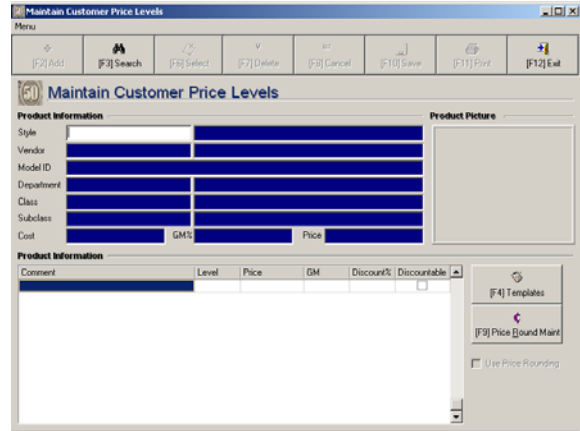 Maintain Customer Price Levels
Menu
[F2] Add [F3] Search [F6] Select [F7] Delete [F8] Cancel [F10] Save [F11] Print [F12] Exit
50 Maintain Customer Price Levels
Product Information Product Picture
Style
Vendor
Model ID
Department
Class
Subclass
Cost GM% Price
Product Information
Comment Level Price GM Discount% Discountable
[F4] Templates
[F9] Price Round Maint
Use Price Rounding